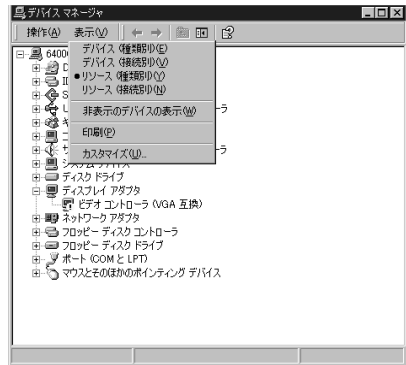 デバイス マネージャ
操作(A) 表示(V)
デバイス (種類別)(E)
デバイス (接続別)(V)
リソース (種類別)(Y)
リソース (接続別)(N)
非表示のデバイスの表示(W)
印刷(P)
カスタマイズ(U)...
6400
D
ID
S
L
ーラ
キ
コ
サ
ーラ
システム デバイス
ディスク ドライブ
ディスプレイ アダプタ
ビデオ コントローラ (VGA 互換)
ネットワーク アダプタ
フロッピー ディスク コントローラ
フロッピー ディスク ドライブ
ポート (COM と LPT)
マウスとそのほかのポインティング デバイス